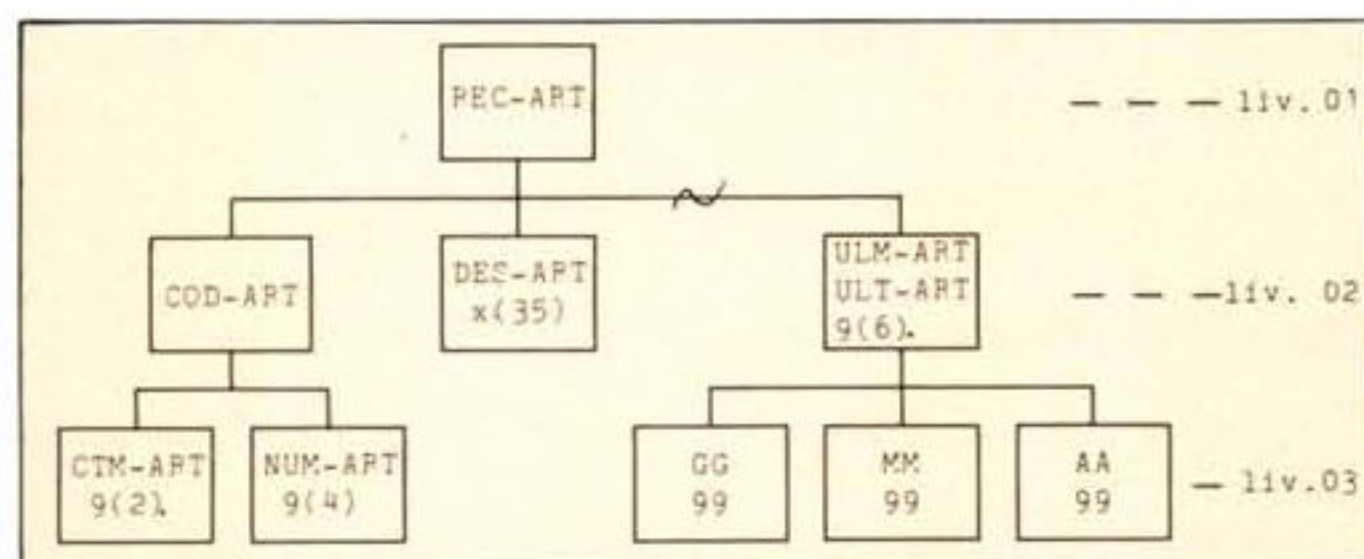 REC-ART
— — — liv.01
COD-ART
DES-ART
x(35)
ULM-ART
ULT-ART
9(6).
— — —liv. 02
CTM-ART
9(2).
NUM-ART
9(4)
GG
99
MM
99
AA
99
— liv.03